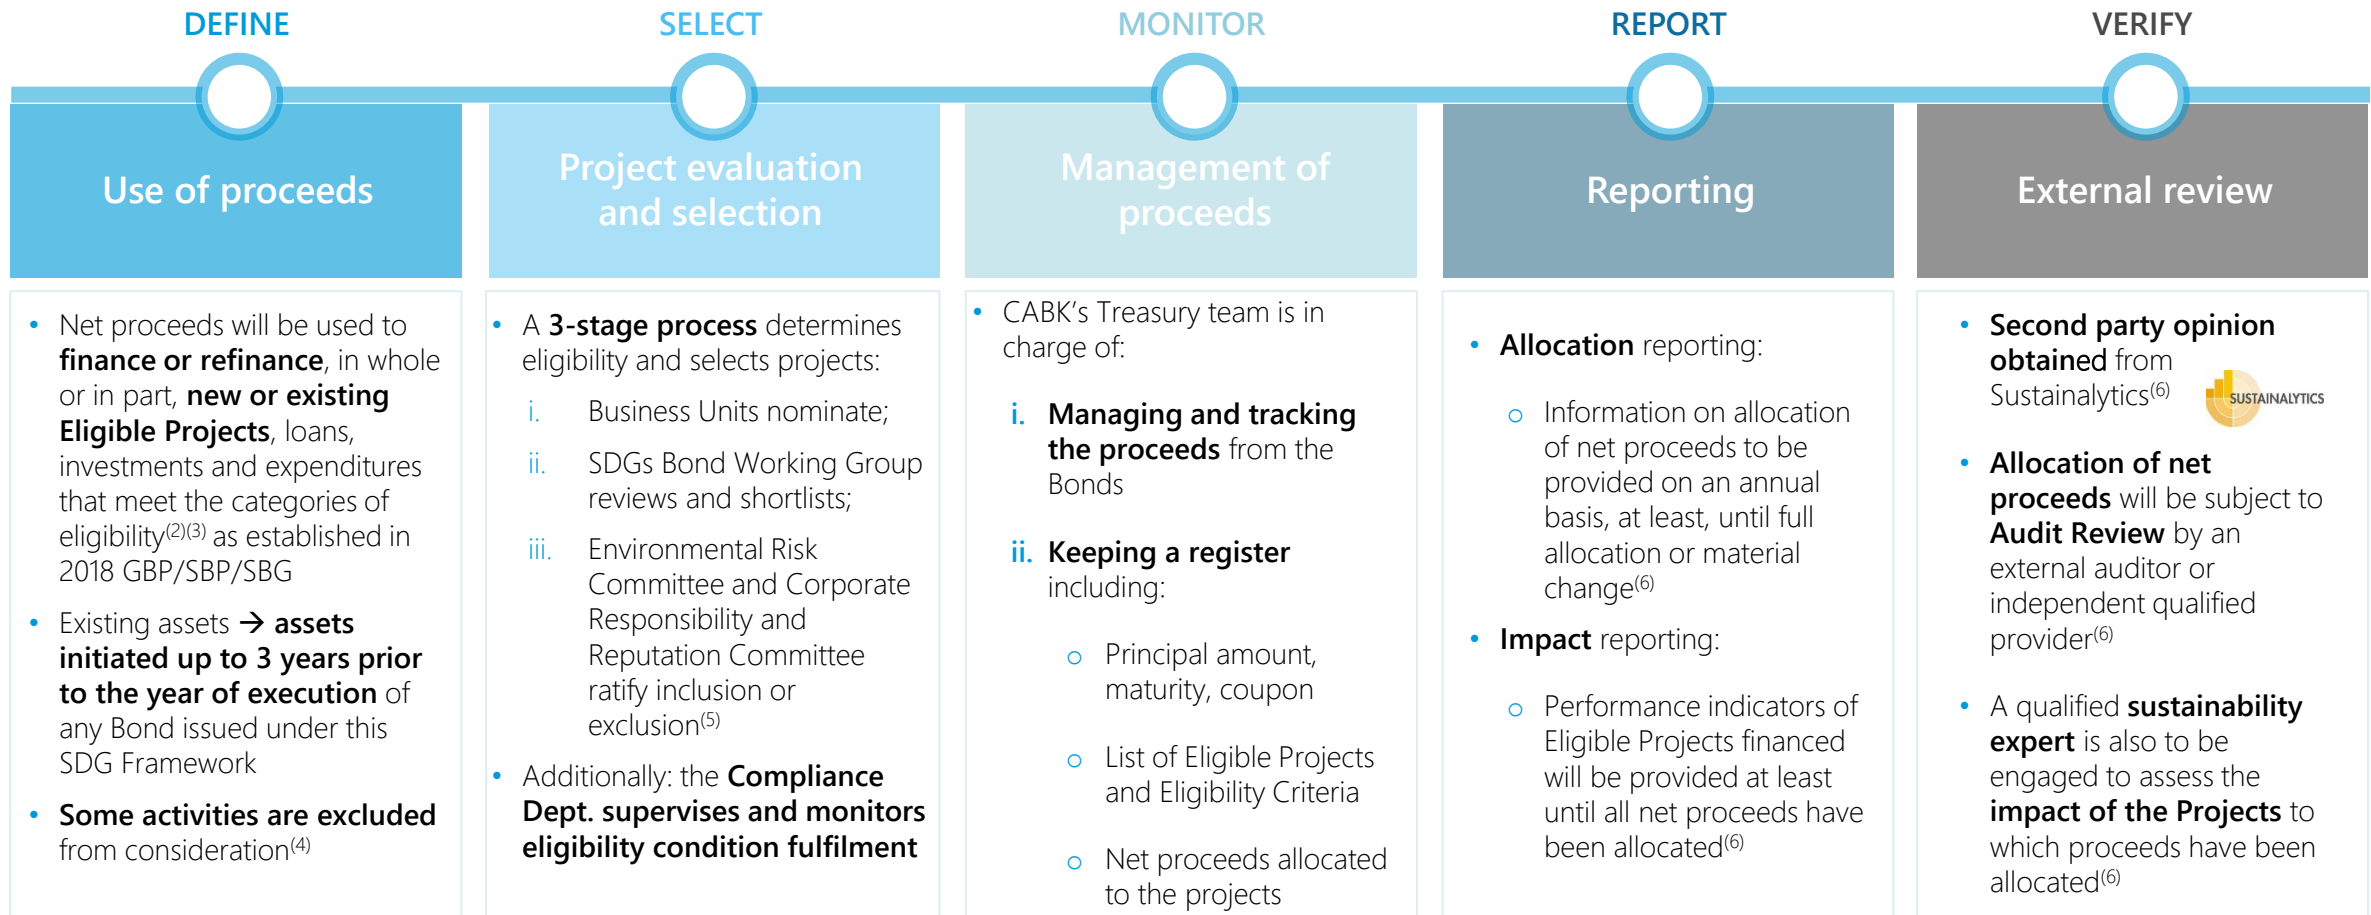 DEFINE
SELECT
MONITOR
REPORT
VERIFY
Use of proceeds
Project evaluation
and selection
Management of
proceeds
Reporting
External review
• Net proceeds will be used to
finance or refinance, in whole
or in part, new or existing
Eligible Projects, loans,
investments and expenditures
that meet the categories of
eligibility(2)(3) as established in
2018 GBP/SBP/SBG
• Existing assets → assets
initiated up to 3 years prior
to the year of execution of
any Bond issued under this
SDG Framework
• Some activities are excluded
from consideration(4)
• A 3-stage process determines
eligibility and selects projects:
i. Business Units nominate;
ii. SDGs Bond Working Group
reviews and shortlists;
iii. Environmental Risk
Committee and Corporate
Responsibility and
Reputation Committee
ratify inclusion or
exclusion(5)
• Additionally: the Compliance
Dept. supervises and monitors
eligibility condition fulfilment
• CABK's Treasury team is in
charge of:
i. Managing and tracking
the proceeds from the
Bonds
ii. Keeping a register
including:
o Principal amount,
maturity, coupon
o List of Eligible Projects
and Eligibility Criteria
o Net proceeds allocated
to the projects
• Allocation reporting:
o Information on allocation
of net proceeds to be
provided on an annual
basis, at least, until full
allocation or material
change(6)
• Impact reporting:
o Performance indicators of
Eligible Projects financed
will be provided at least
until all net proceeds have
been allocated(6)
• Second party opinion
obtained from
Sustainalytics(6)
SUSTAINALYTICS
• Allocation of net
proceeds will be subject to
Audit Review by an
external auditor or
independent qualified
provider(6)
• A qualified sustainability
expert is also to be
engaged to assess the
impact of the Projects to
which proceeds have been
allocated(6)